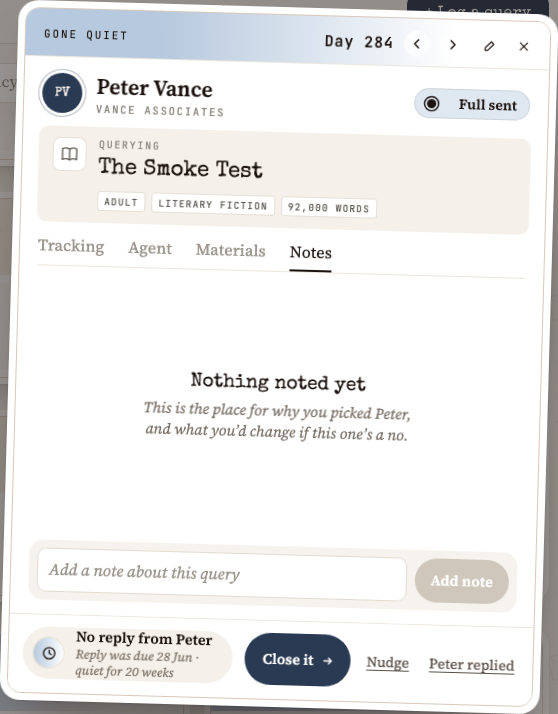 + Log a query
GONE QUIET
Day 284
PV
Peter Vance
VANCE ASSOCIATES
Full sent
QUERYING
The Smoke Test
ADULT
LITERARY FICTION
92,000 WORDS
Tracking
Agent
Materials
Notes
Nothing noted yet
This is the place for why you picked Peter,
and what you’d change if this one’s a no.
Add a note about this query
Add note
No reply from Peter
Reply was due 28 Jun ·
quiet for 20 weeks
Close it →
Nudge
Peter replied